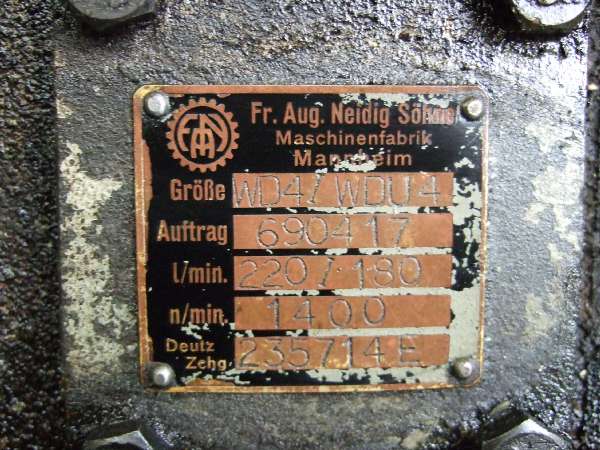 Fr. Aug. Neidig Söhne
Maschinenfabrik
Mannheim
Größe WD4/WDU4
Auftrag 690417
l/min. 220/180
n/min. 1400
Deutz Zchg. 235714E